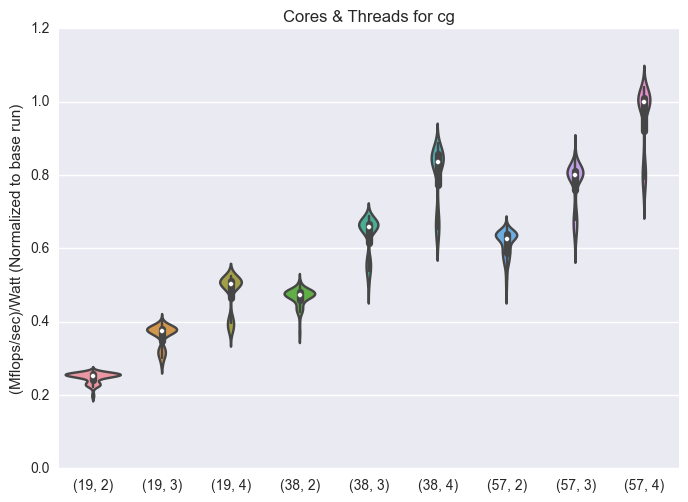 Cores & Threads for cg
(Mflops/sec)/Watt (Normalized to base run)
1.2
1.0
0.8
0.6
0.4
0.2
0.0
(19, 2) (19, 3) (19, 4) (38, 2) (38, 3) (38, 4) (57, 2) (57, 3) (57, 4)